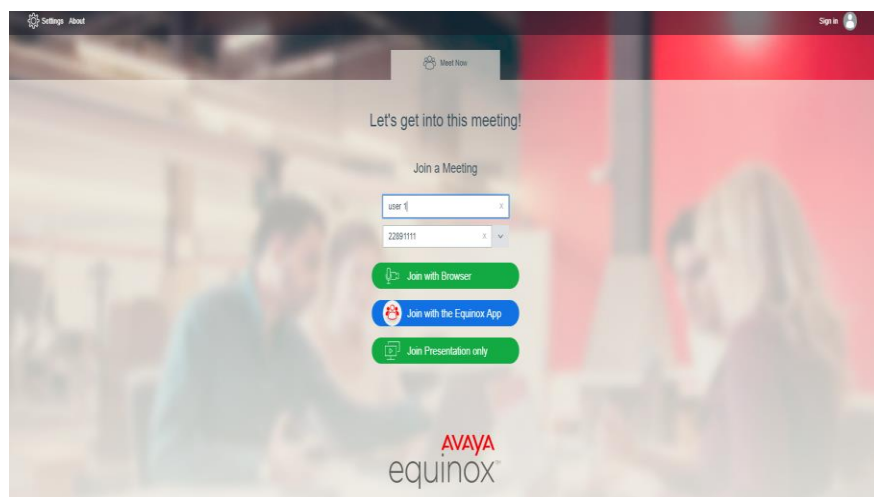 Settings About
Sign in
Meet Now
Let's get into this meeting!
Join a Meeting
user 1
X
22891111
X
Join with Browser
Join with the Equinox App
Join Presentation only
AVAYA
equinox